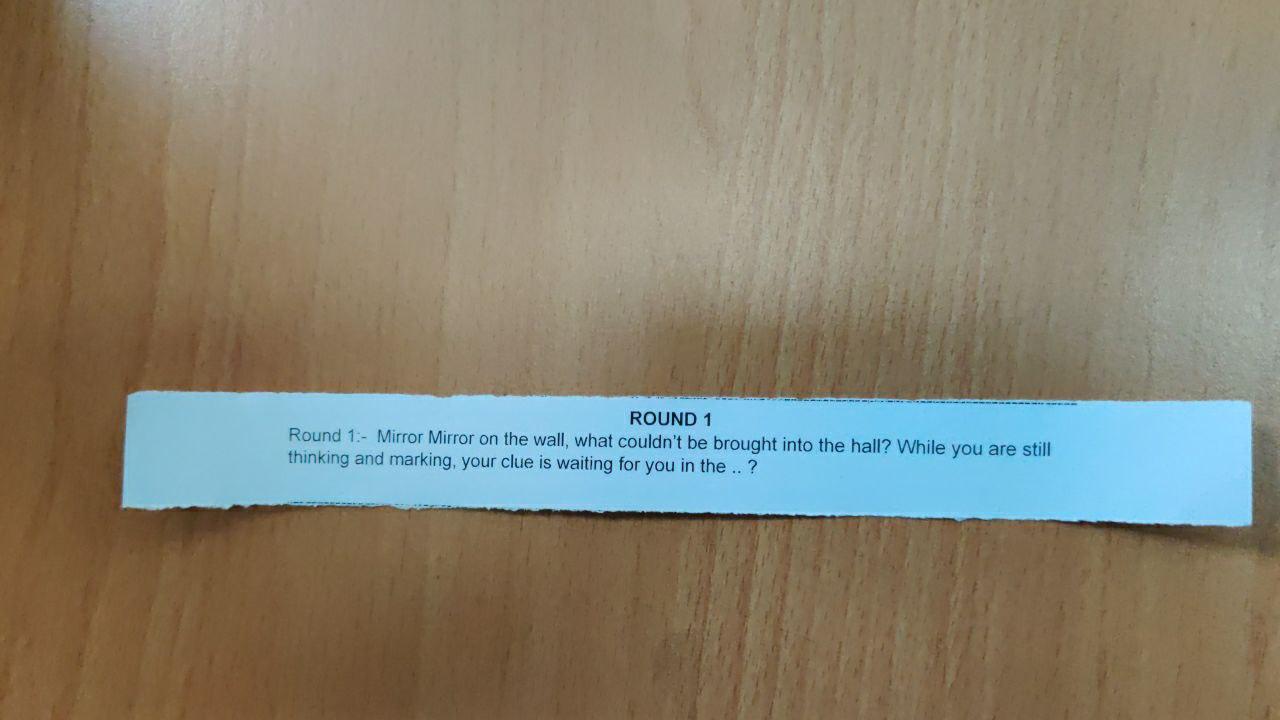 ROUND 1
Round 1:- Mirror Mirror on the wall, what couldn't be brought into the hall? While you are still
thinking and marking, your clue is waiting for you in the .. ?